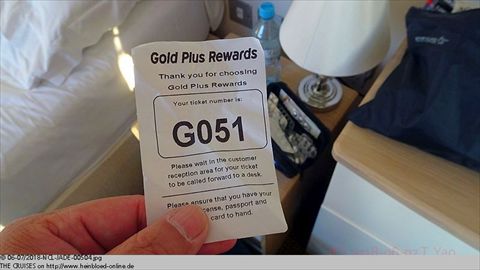 Gold Plus Rewards
Thank you for choosing
Gold Plus Rewards
Your ticket number is:
G051
Please wait in the customer
reception area for your ticket
to be called forward to a desk.
Please ensure that you have your
cense, passport and
card to hand.
© 06-07/2018-NCL-JADE-00504.jpg
THE CRUISES on http://www.heinbloed-online.de